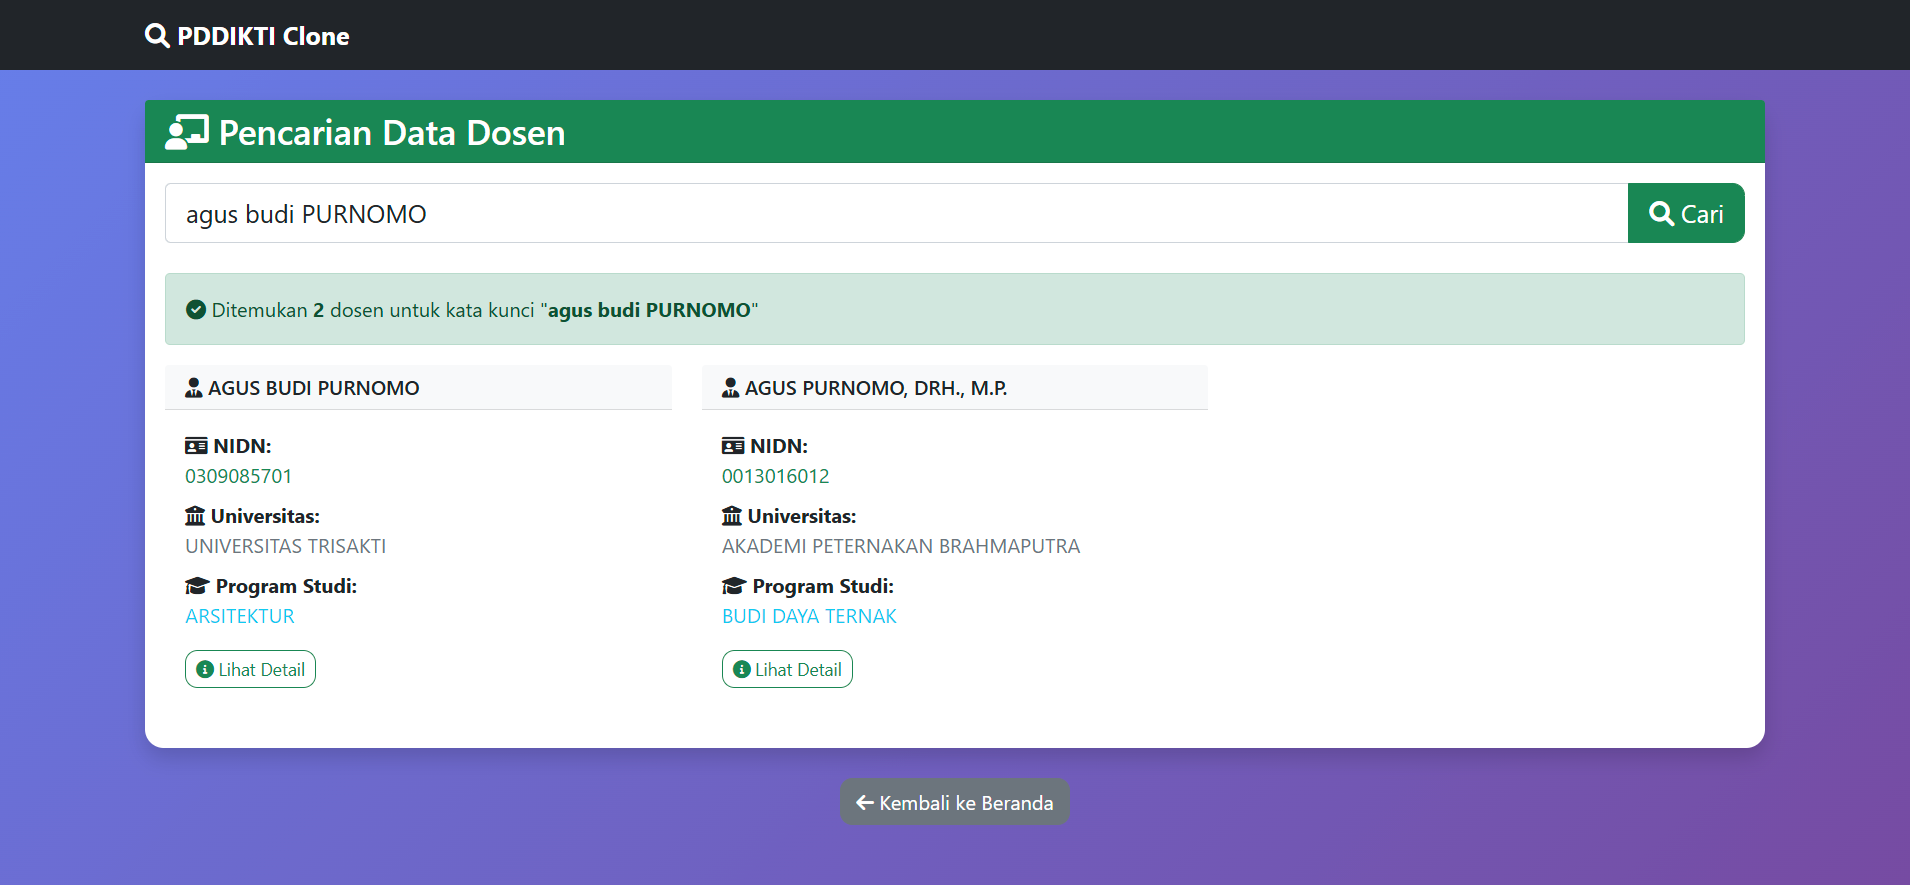 PDDIKTI Clone
Pencarian Data Dosen
agus budi PURNOMO
Cari
Ditemukan 2 dosen untuk kata kunci "agus budi PURNOMO"
AGUS BUDI PURNOMO
NIDN:
0309085701
Universitas:
UNIVERSITAS TRISAKTI
Program Studi:
ARSITEKTUR
Lihat Detail
AGUS PURNOMO, DRH., M.P.
NIDN:
0013016012
Universitas:
AKADEMI PETERNAKAN BRAHMAPUTRA
Program Studi:
BUDI DAYA TERNAK
Lihat Detail
Kembali ke Beranda